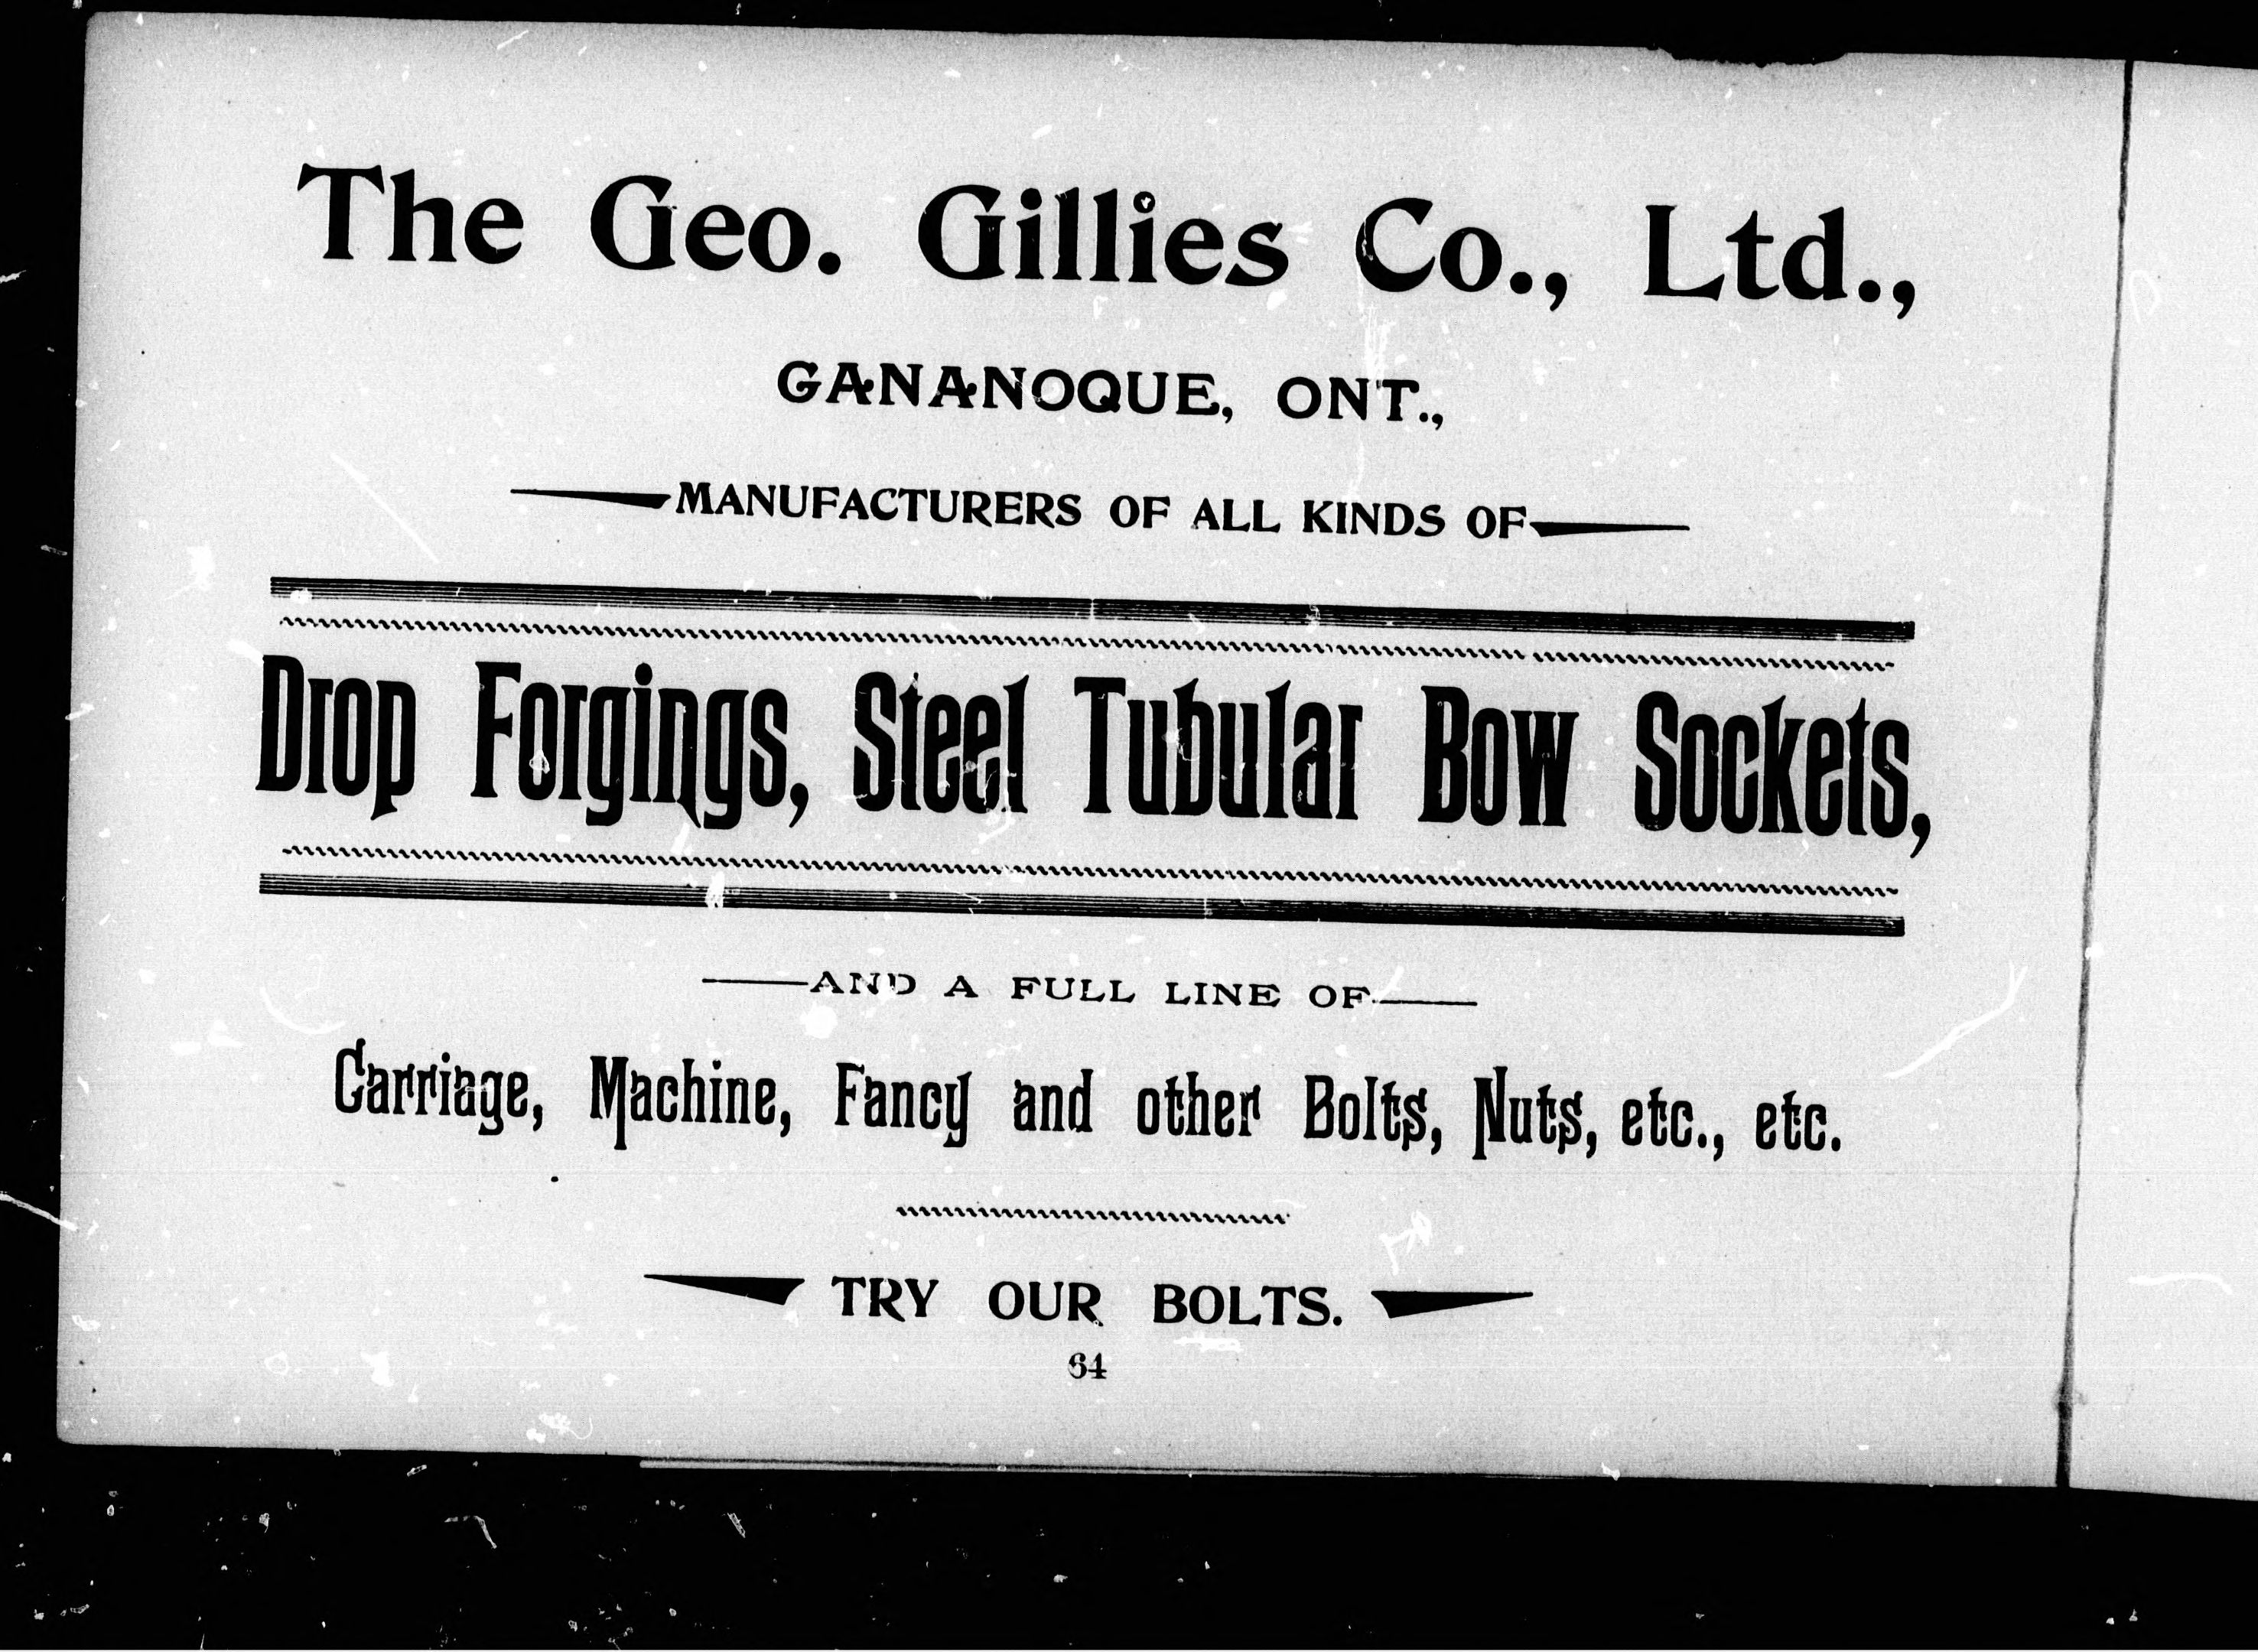 The Geo. Gillies Co., Ltd.,
GANANOQUE, ONT.,
MANUFACTURERS OF ALL KINDS OF
Drop Forgings, Steel Tubular Bow Sockets,
AND A FULL LINE OF
Carriage, Machine, Fancy and other Bolts, Nuts, etc., etc.
TRY OUR BOLTS.
64